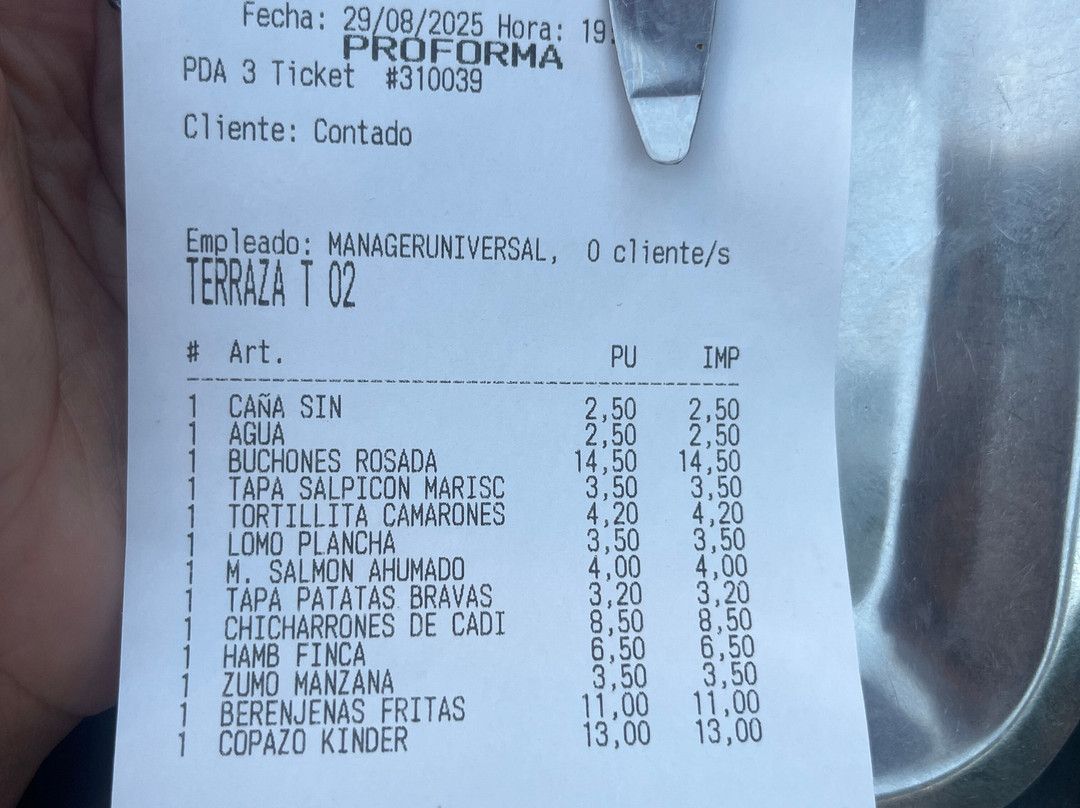 Fecha: 29/08/2025 Hora: 19
PROFORMA
PDA 3 Ticket #310039
Cliente: Contado
Empleado: MANAGERUNIVERSAL, 0 cliente/s
TERRAZA T 02
# Art. PU IMP
1 CAÑA SIN 2,50 2,50
1 AGUA 2,50 2,50
1 BUCHONES ROSADA 14,50 14,50
1 TAPA SALPICON MARISC 3,50 3,50
1 TORTILLITA CAMARONES 4,20 4,20
1 LOMO PLANCHA 3,50 3,50
1 M. SALMON AHUMADO 4,00 4,00
1 TAPA PATATAS BRAVAS 3,20 3,20
1 CHICHARRONES DE CADI 8,50 8,50
1 HAMB FINCA 6,50 6,50
1 ZUMO MANZANA 3,50 3,50
1 BERENJENAS FRITAS 11,00 11,00
1 COPAZO KINDER 13,00 13,00